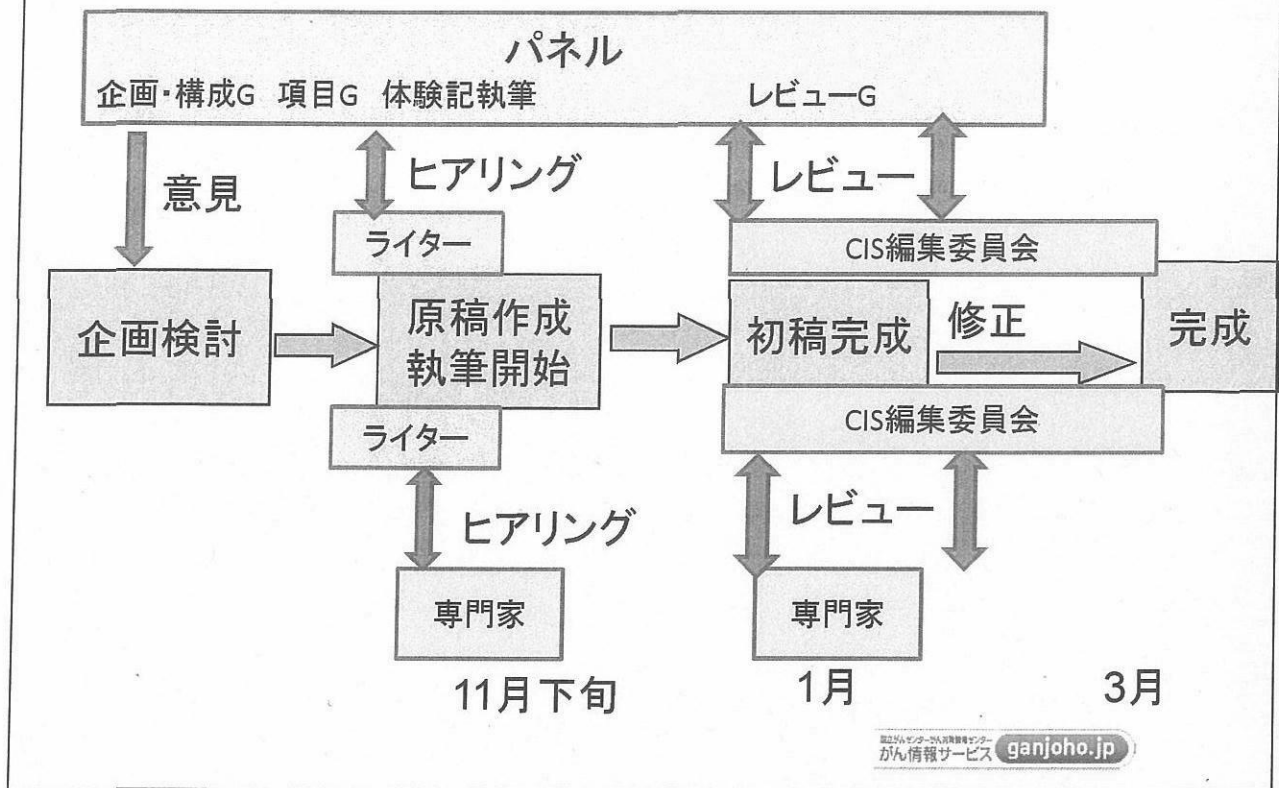 パネル
企画・構成G 項目G 体験記執筆 レビューG
意見
ヒアリング
レビュー
ライター
CIS編集委員会
企画検討
原稿作成
執筆開始
初稿完成
修正
完成
ライター
CIS編集委員会
ヒアリング
レビュー
専門家
専門家
11月下旬
1月
3月
がん情報サービス ganjoho.jp